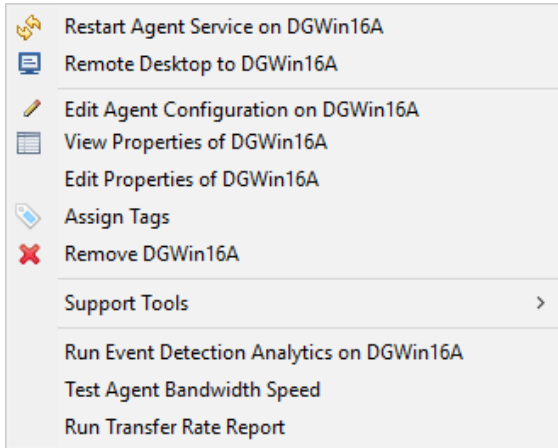 Restart Agent Service on DGWin16A
Remote Desktop to DGWin16A
Edit Agent Configuration on DGWin16A
View Properties of DGWin16A
Edit Properties of DGWin16A
Assign Tags
Remove DGWin16A
Support Tools
Run Event Detection Analytics on DGWin16A
Test Agent Bandwidth Speed
Run Transfer Rate Report